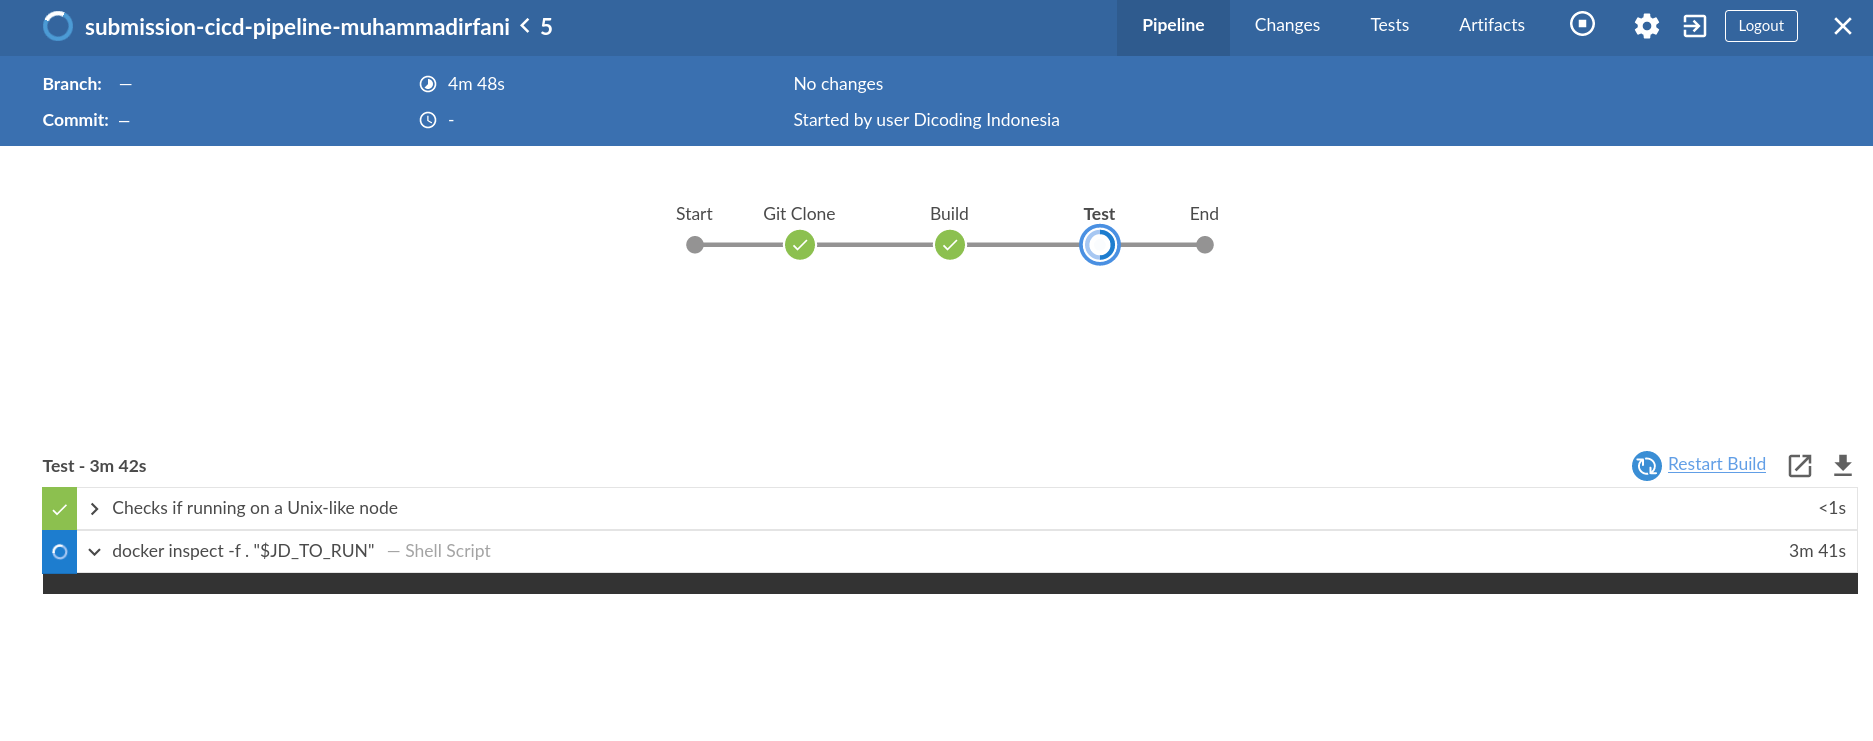 submission-cicd-pipeline-muhammadirfani < 5
Pipeline Changes Tests Artifacts Logout
Branch: — 4m 48s No changes
Commit: — - Started by user Dicoding Indonesia
Start Git Clone Build Test End
Test - 3m 42s Restart Build
Checks if running on a Unix-like node <1s
docker inspect -f . "$JD_TO_RUN" — Shell Script 3m 41s